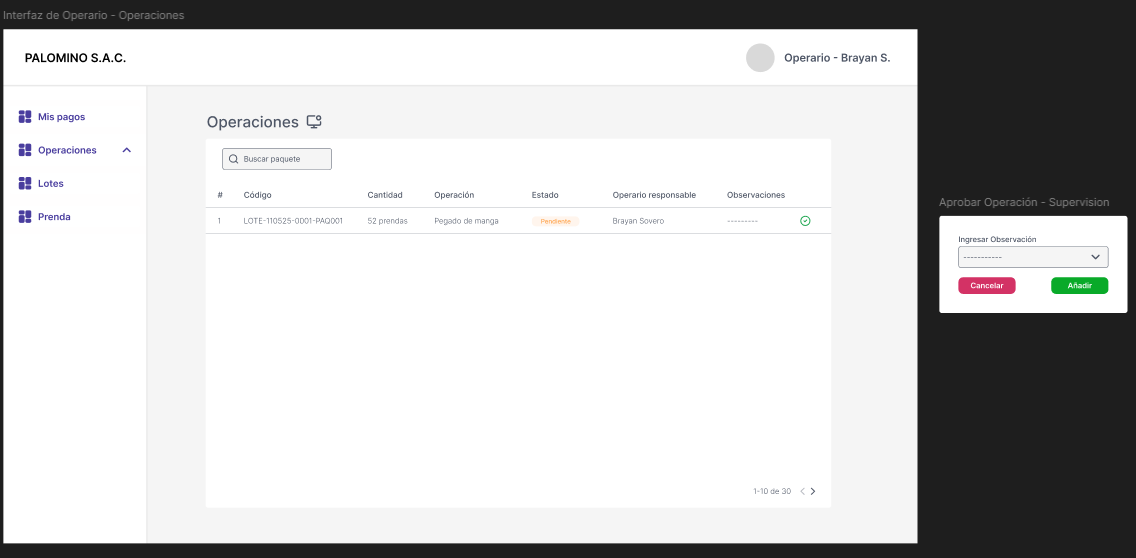 Interfaz de Operario - Operaciones
PALOMINO S.A.C.
Operario - Brayan S.
Mis pagos
Operaciones
Lotes
Prenda
Operaciones
Buscar paquete
# Código Cantidad Operación Estado Operario responsable Observaciones
1 LOTE-110525-0001-PAQ001 52 prendas Pegado de manga Pendiente Brayan Sovero ---------
1-10 de 30
Aprobar Operación - Supervision
Ingresar Observación
-----------
Cancelar Añadir